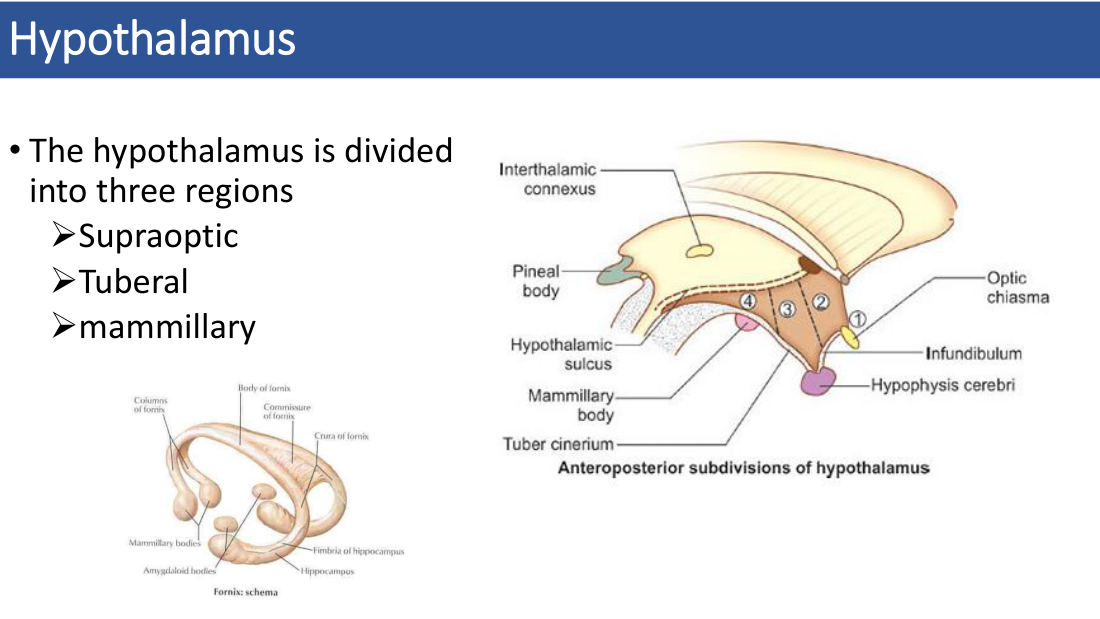 Hypothalamus
• The hypothalamus is divided
into three regions
➢Supraoptic
➢Tuberal
➢mammillary
Interthalamic
connexus
Pineal
body
Hypothalamic
sulcus
Mammillary
body
Tuber cinerium
④
③
②
①
Optic
chiasma
Infundibulum
Hypophysis cerebri
Anteroposterior subdivisions of hypothalamus
Body of fornix
Columns
of fornix
Commissure
of fornix
Crura of fornix
Mammillary bodies
Amygdaloid bodies
Fimbria of hippocampus
Hippocampus
Fornix: schema